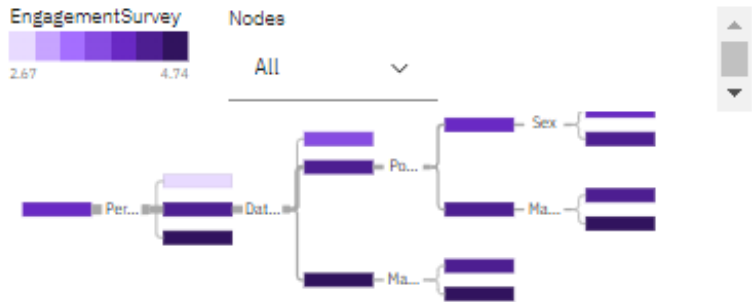 EngagementSurvey
Nodes
2.67
4.74
All
Sex
Po...
Per...
Dat...
Ma...
Ma...